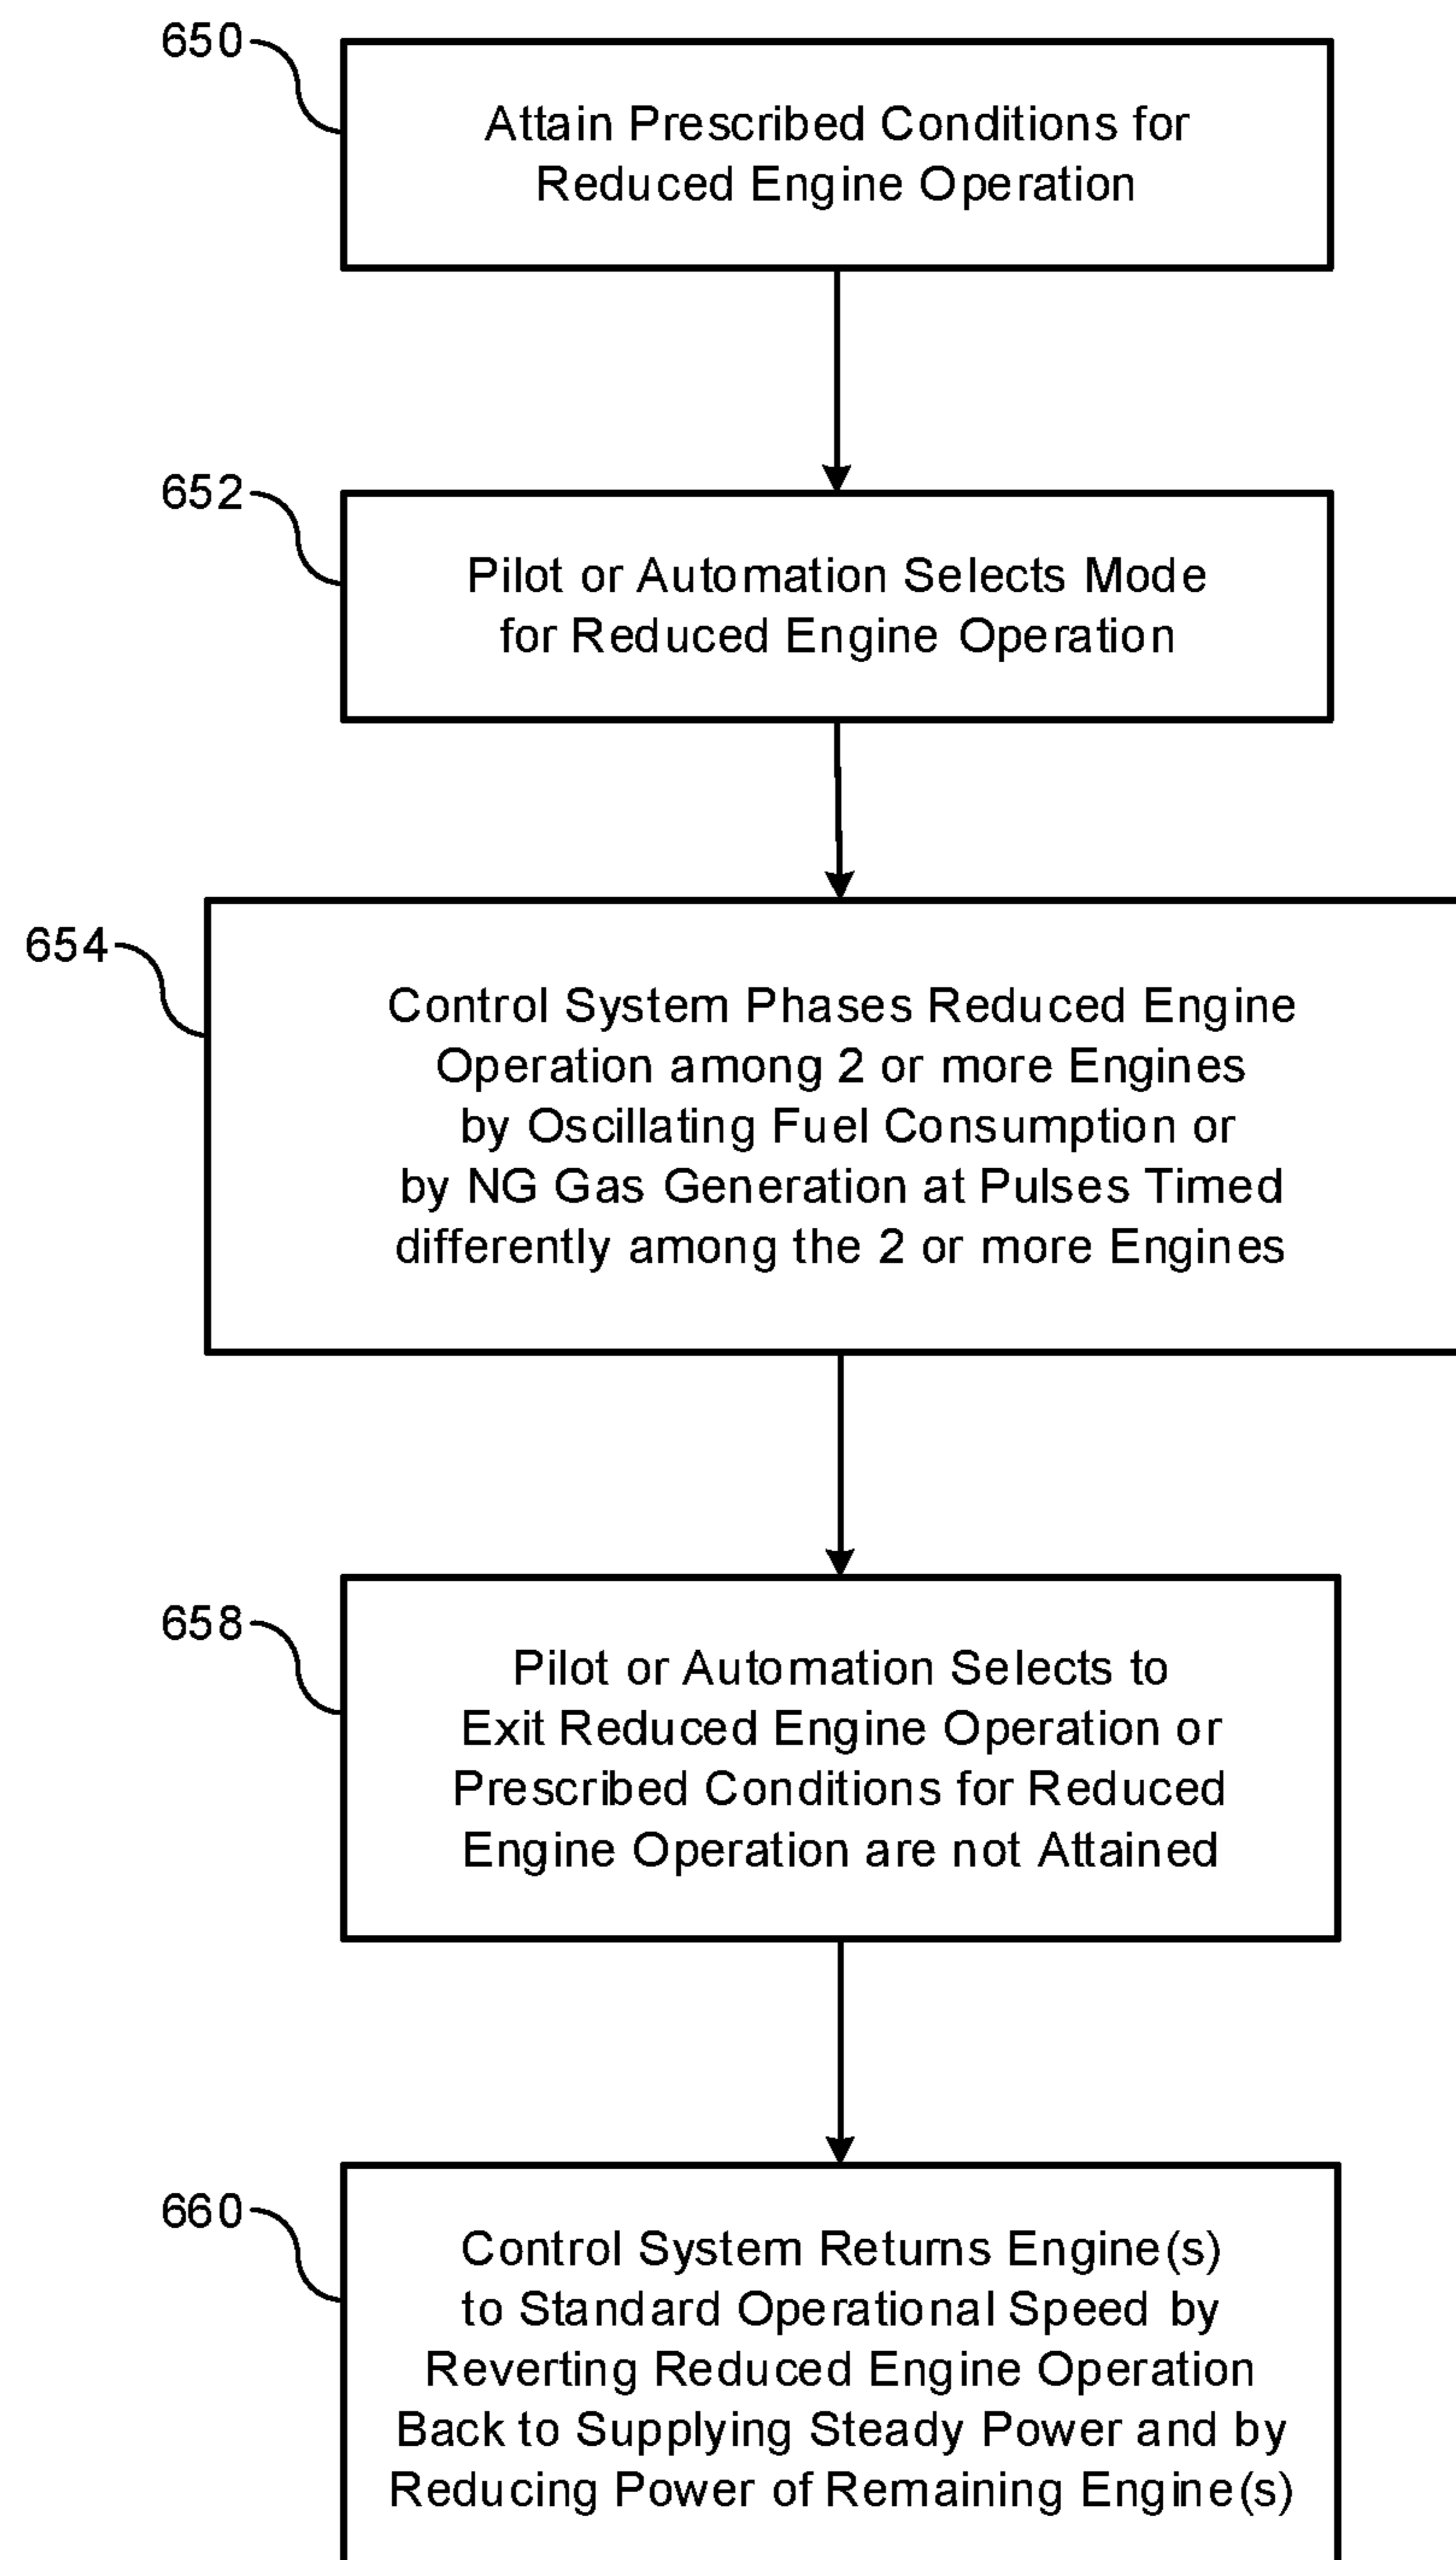 650
Attain Prescribed Conditions for
Reduced Engine Operation
652
Pilot or Automation Selects Mode
for Reduced Engine Operation
654
Control System Phases Reduced Engine
Operation among 2 or more Engines
by Oscillating Fuel Consumption or
by NG Gas Generation at Pulses Timed
differently among the 2 or more Engines
658
Pilot or Automation Selects to
Exit Reduced Engine Operation or
Prescribed Conditions for Reduced
Engine Operation are not Attained
660
Control System Returns Engine(s)
to Standard Operational Speed by
Reverting Reduced Engine Operation
Back to Supplying Steady Power and by
Reducing Power of Remaining Engine(s)